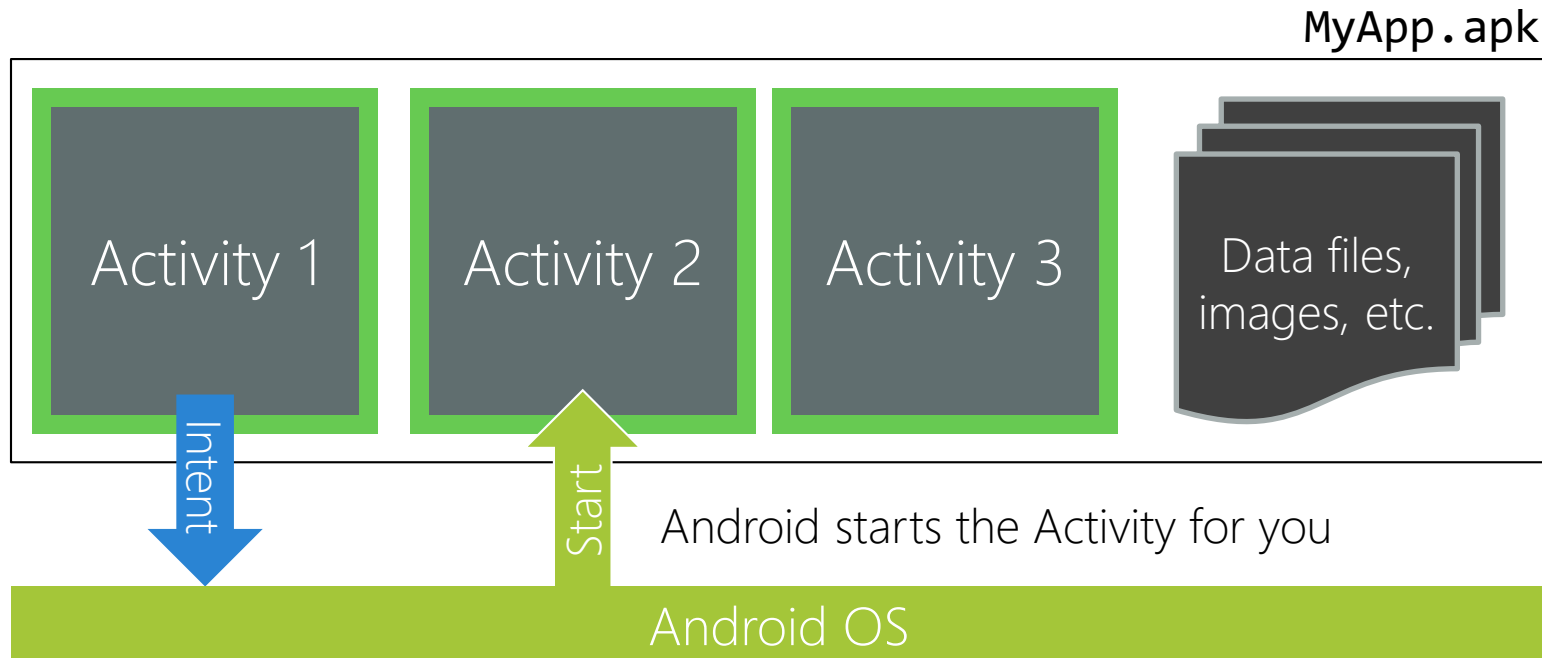 MyApp.apk
Activity 1
Activity 2
Activity 3
Data files,
images, etc.
Intent
Start
Android starts the Activity for you
Android OS